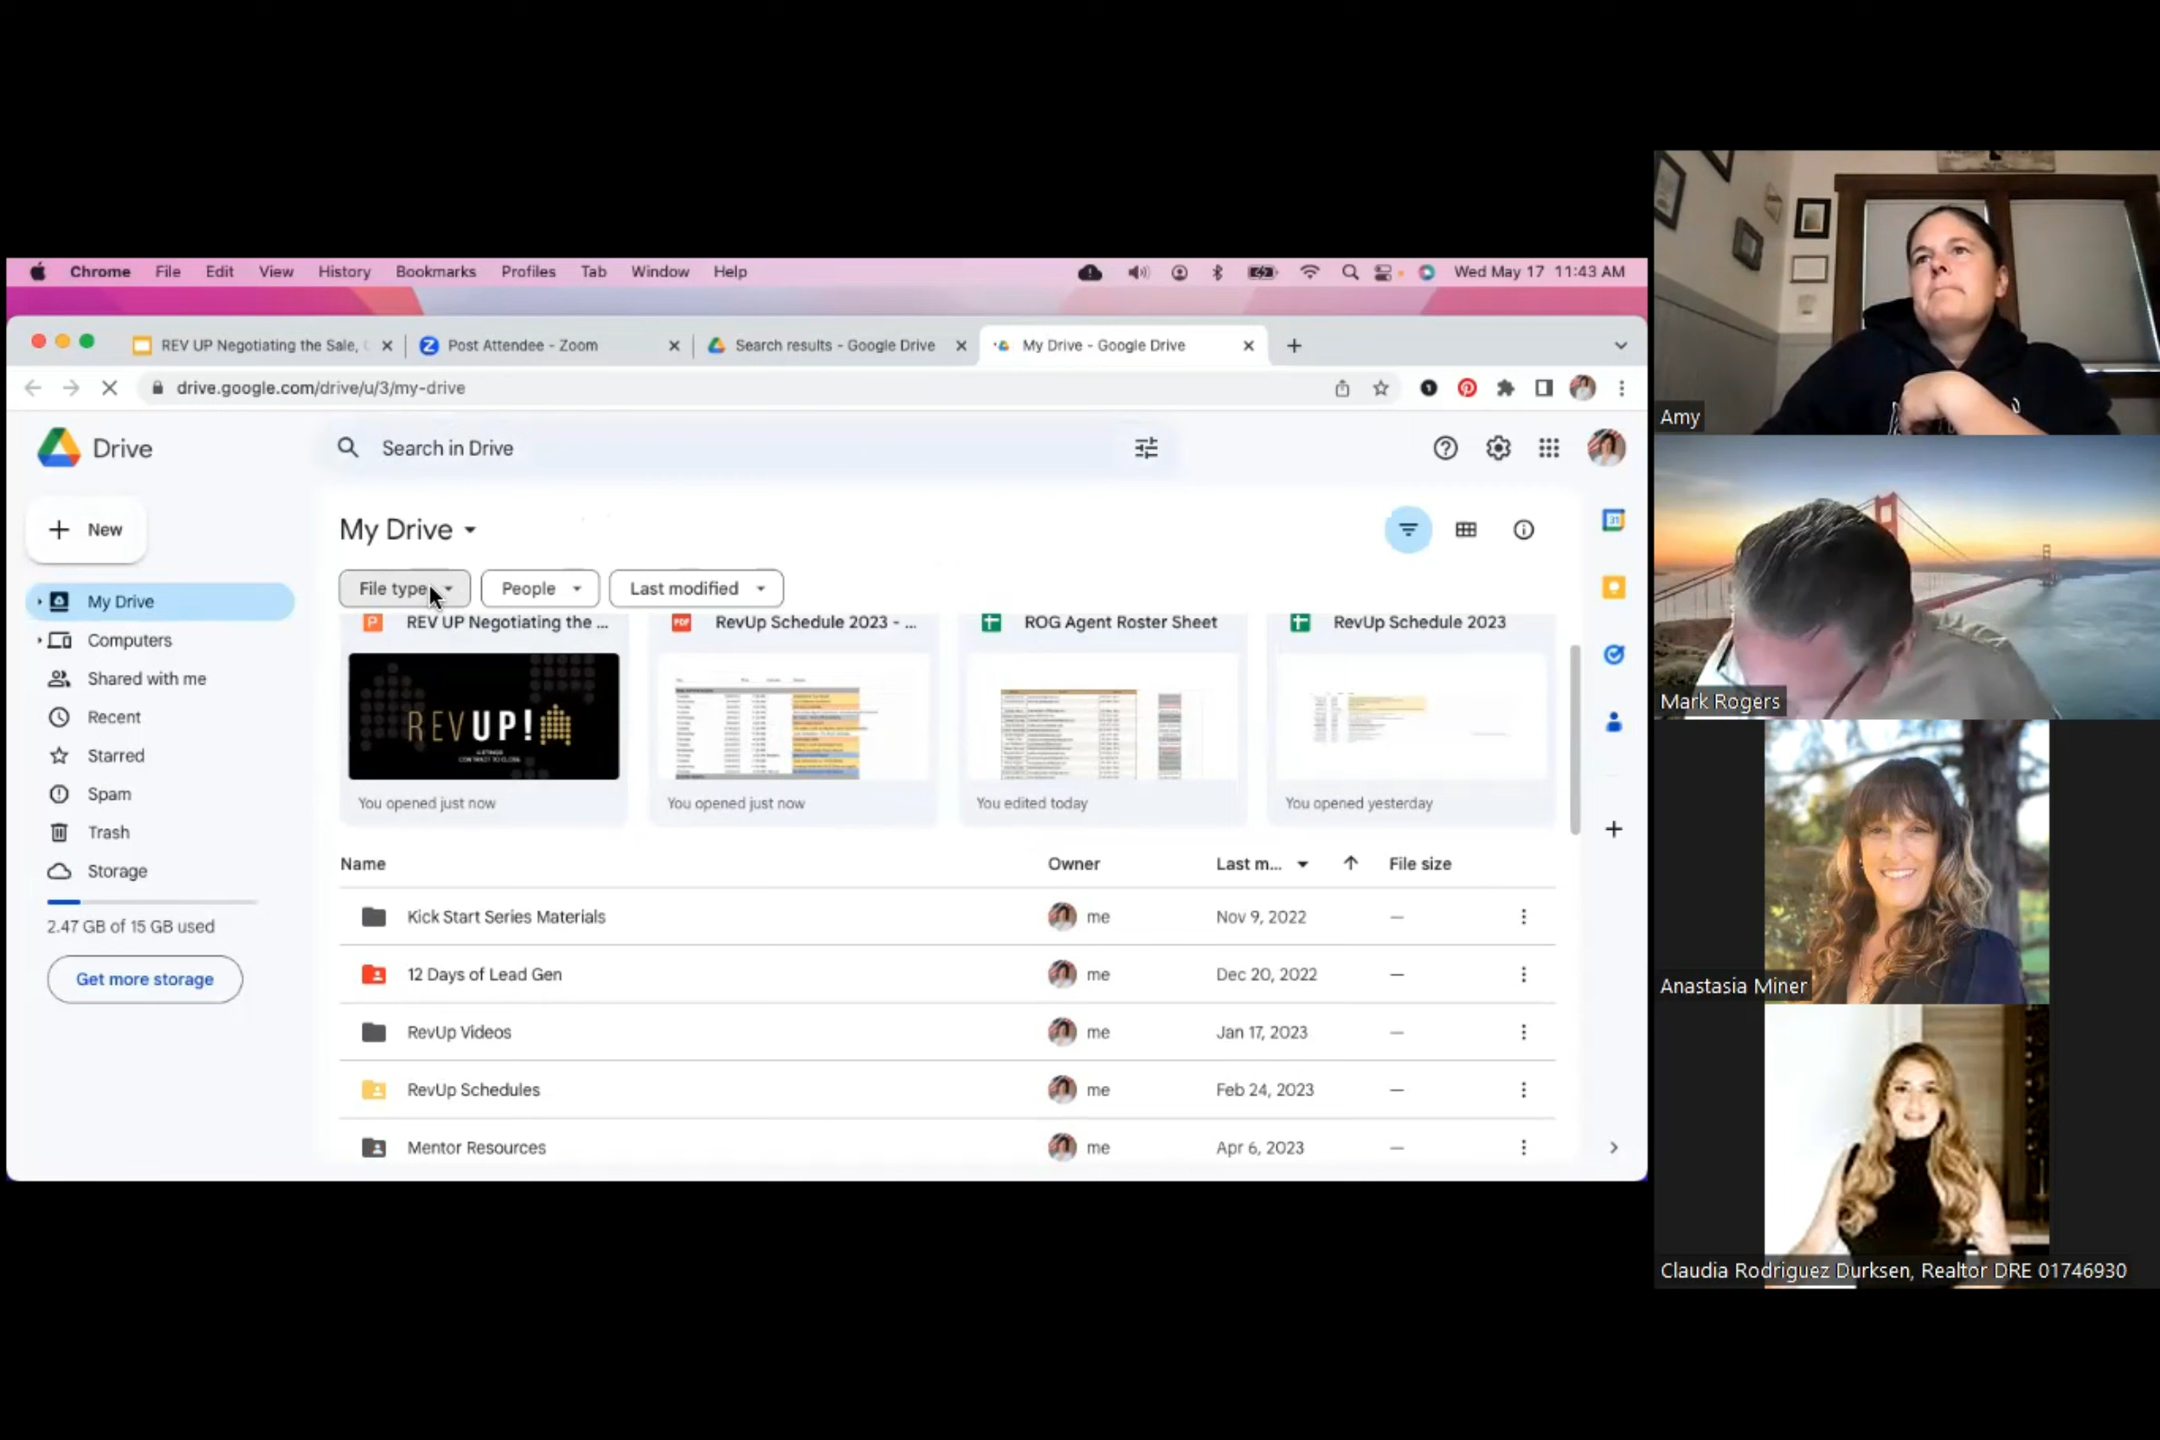 Chrome File Edit View History Bookmarks Profiles Tab Window Help Wed May 17 11:43 AM
REV UP Negotiating the Sale, Post Attendee - Zoom Search results - Google Drive My Drive - Google Drive
drive.google.com/drive/u/3/my-drive
Drive
Search in Drive
New
My Drive
Computers
Shared with me
Recent
Starred
Spam
Trash
Storage
2.47 GB of 15 GB used
Get more storage
My Drive
File type People Last modified
REV UP Negotiating the ... RevUp Schedule 2023 - ... ROG Agent Roster Sheet RevUp Schedule 2023
REVUP!
LISTINGS
CONTRACT TO CLOSE
You opened just now You opened just now You edited today You opened yesterday
Name Owner Last m... File size
Kick Start Series Materials me Nov 9, 2022 —
12 Days of Lead Gen me Dec 20, 2022 —
RevUp Videos me Jan 17, 2023 —
RevUp Schedules me Feb 24, 2023 —
Mentor Resources me Apr 6, 2023 —
31
Amy
Mark Rogers
Anastasia Miner
Claudia Rodriguez Durksen, Realtor DRE 01746930